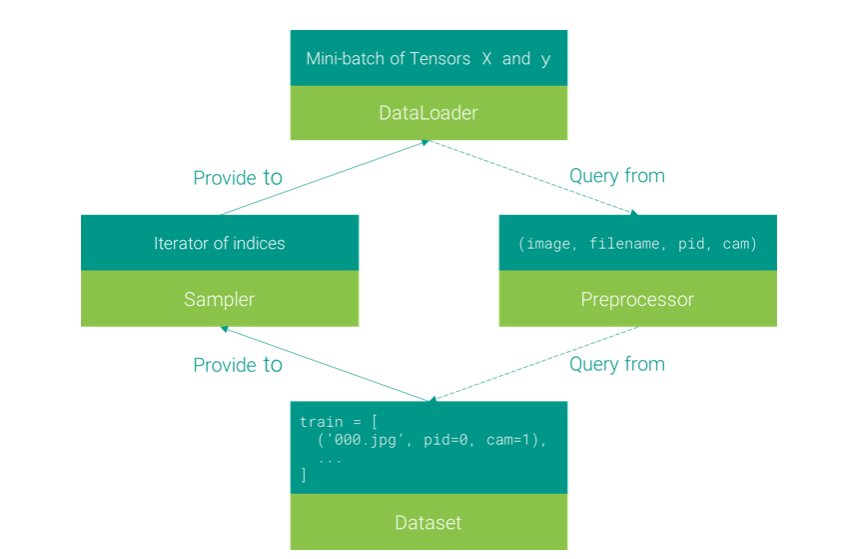 Mini-batch of Tensors X and y
DataLoader
Provide to
Query from
Iterator of indices
Sampler
(image, filename, pid, cam)
Preprocessor
Provide to
Query from
train = [
('000.jpg', pid=0, cam=1),
...
]
Dataset